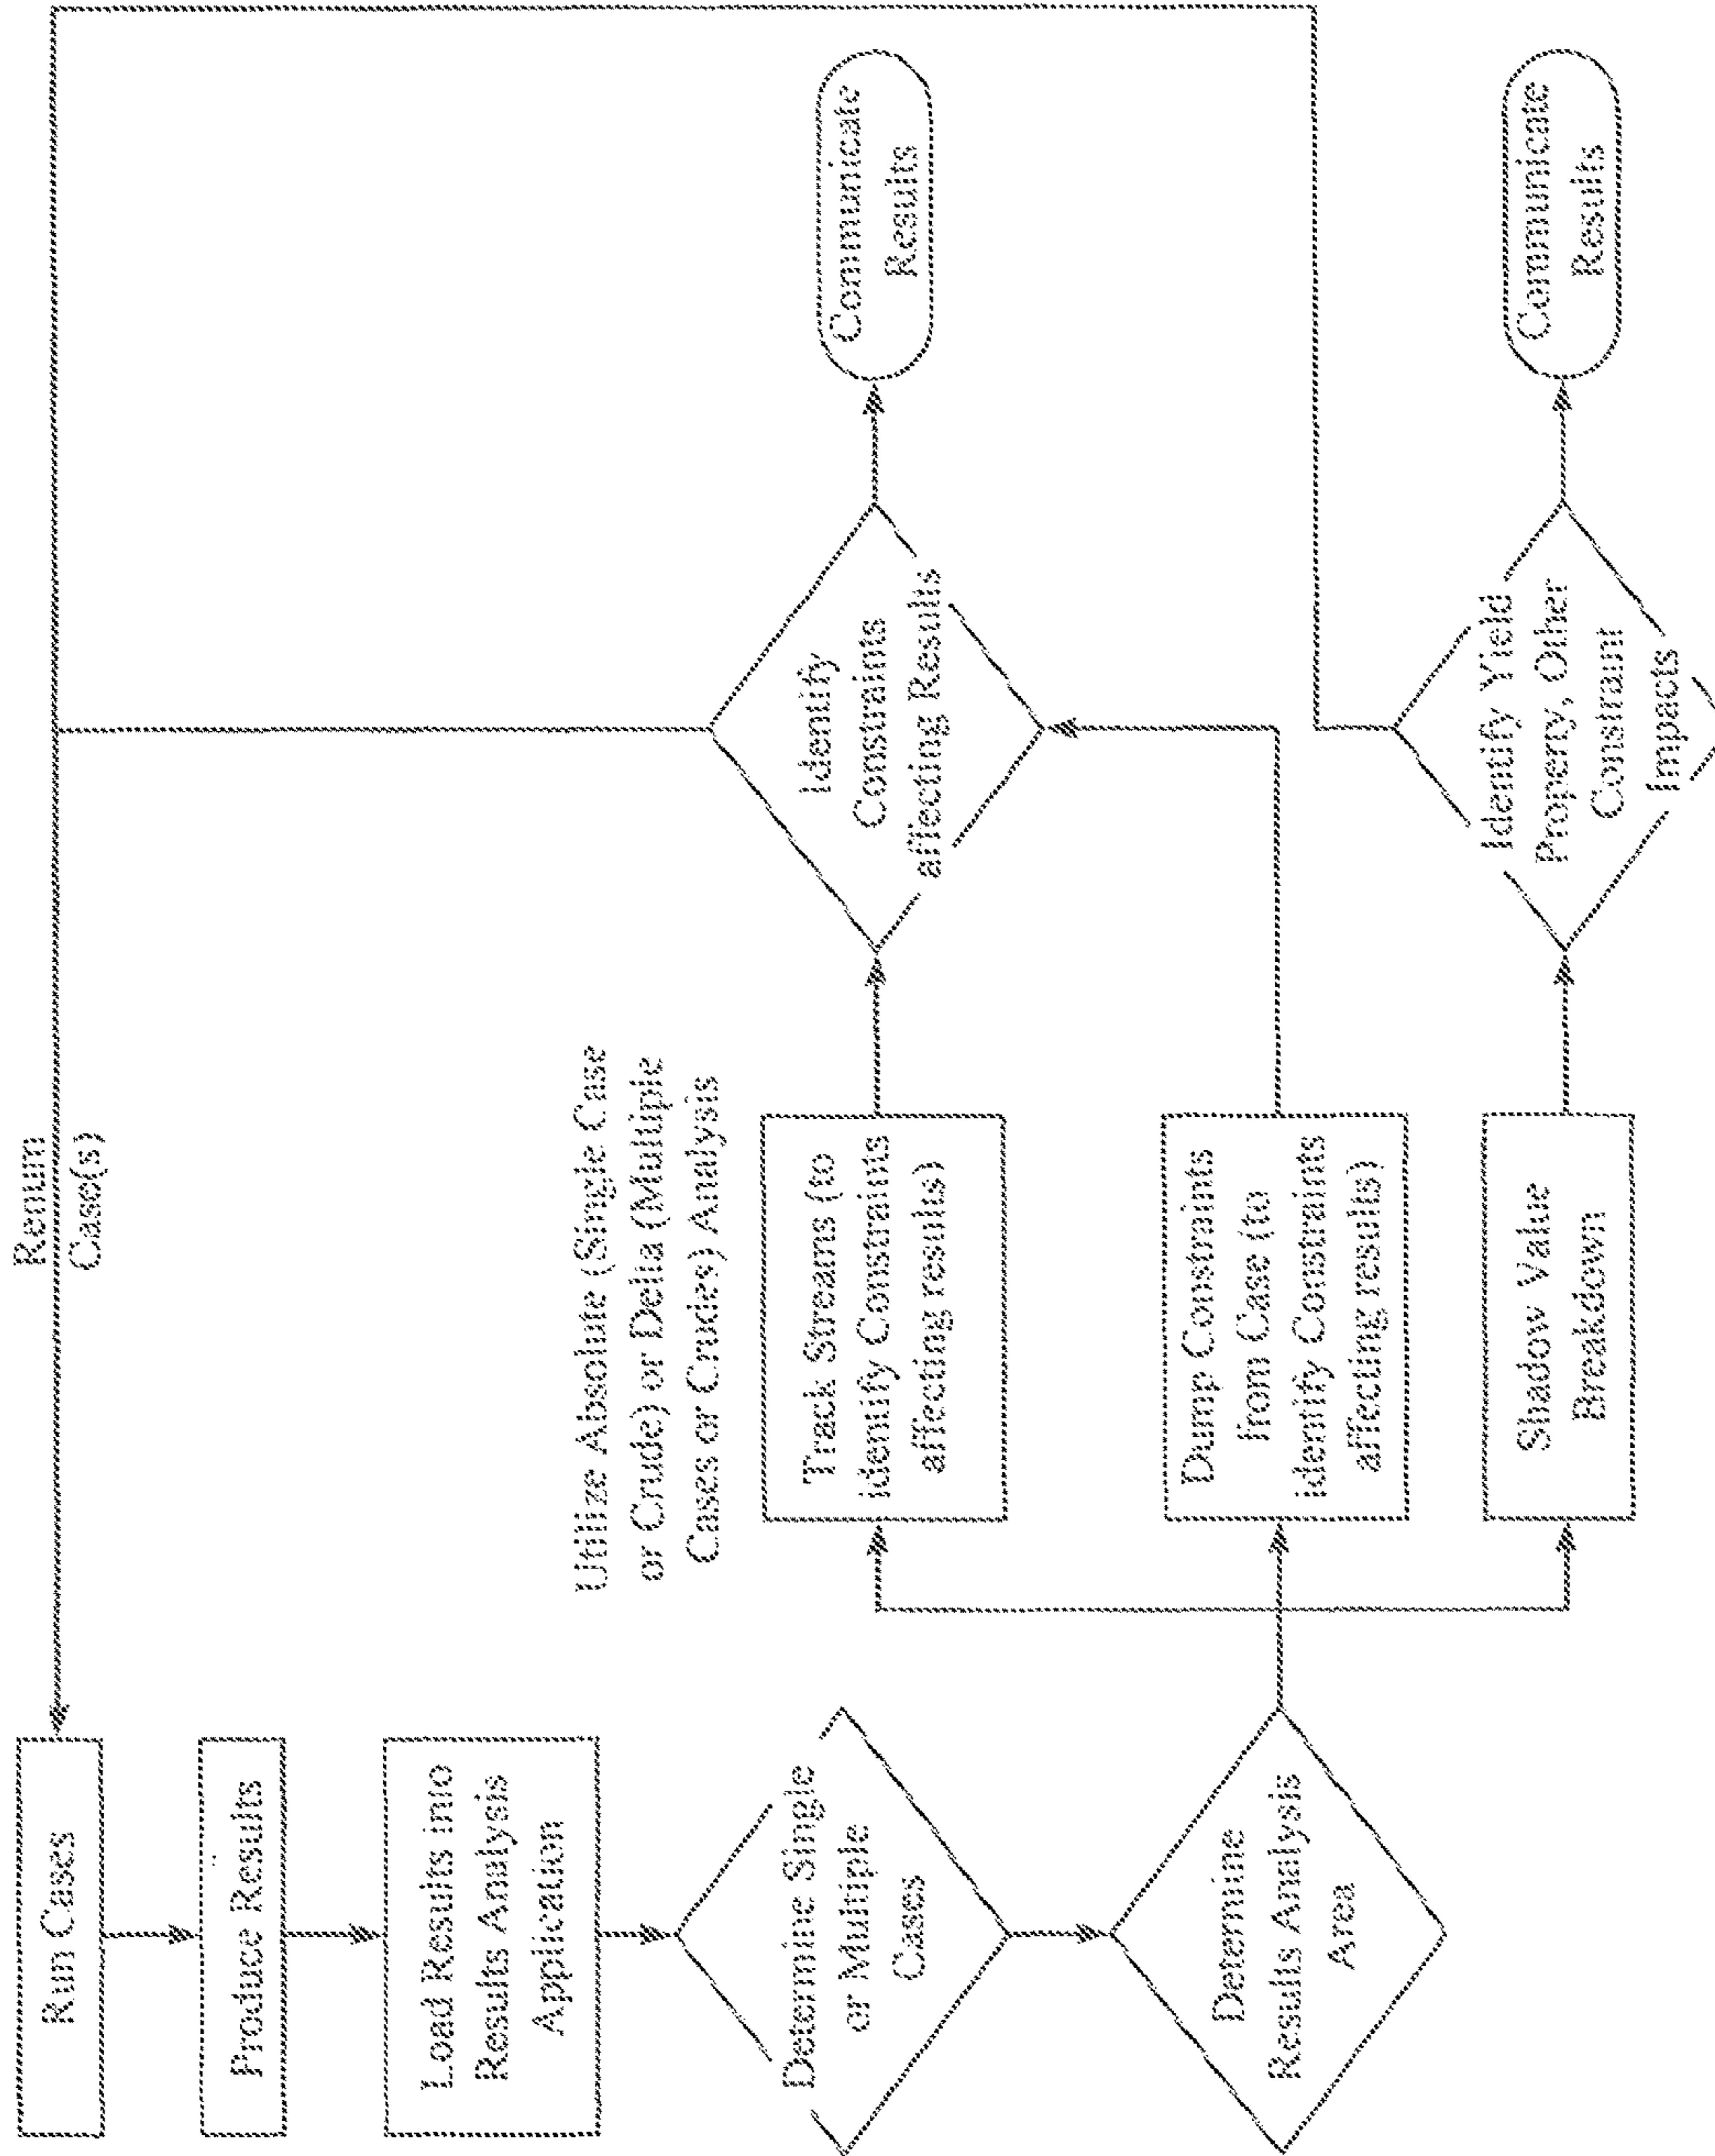 Rerun
Case(s)
Run Cases
Produce Results
Load Results into
Results Analysis
Application
Determine Single
or Multiple
Cases
Determine
Results Analysis
Area
Utilize Absolute (Single Case
or Crude) or Delta (Multiple
Cases or Crudes) Analysis
Track Streams (to
identify Constraints
affecting results)
Dump Constraints
from Case (to
identify Constraints
affecting results)
Shadow Value
Breakdown
Identify
Constraints
affecting Results
Identify Yield
Property, Other
Constraint
Impacts
Communicate
Results
Communicate
Results